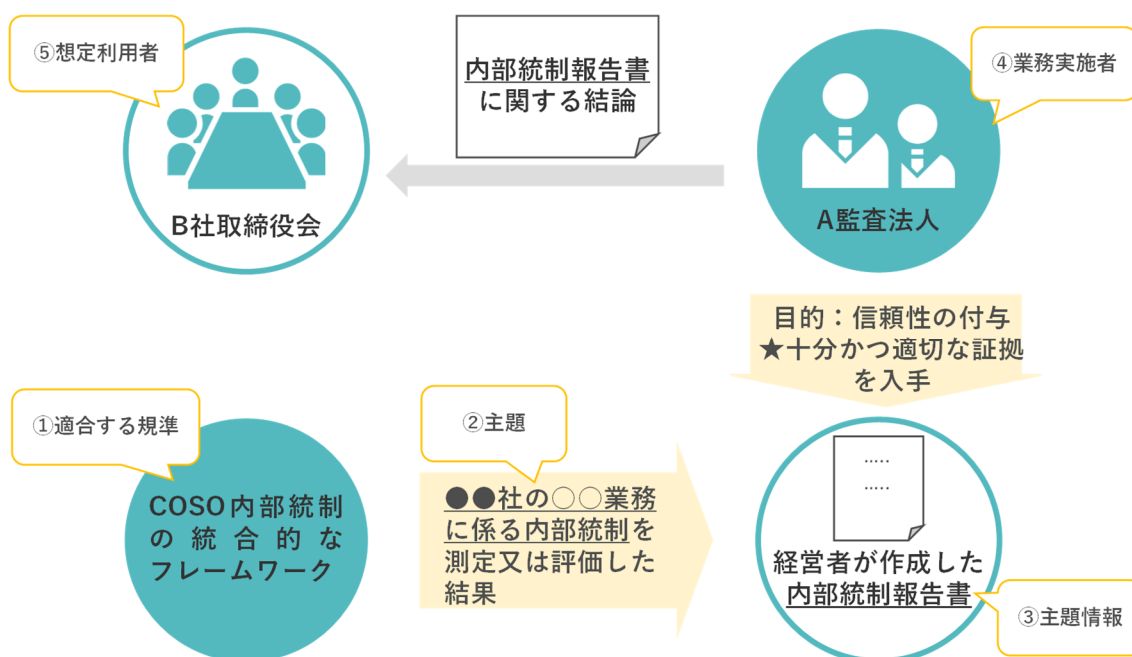 ⑤想定利用者
B社取締役会
内部統制報告書
に関する結論
④業務実施者
A監査法人
目的：信頼性の付与
★十分かつ適切な証拠
を入手
①適合する規準
COSO内部統制
の統合的な
フレームワーク
②主題
●●社の○○業務
に係る内部統制を
測定又は評価した
結果
.....
.....
経営者が作成した
内部統制報告書
③主題情報